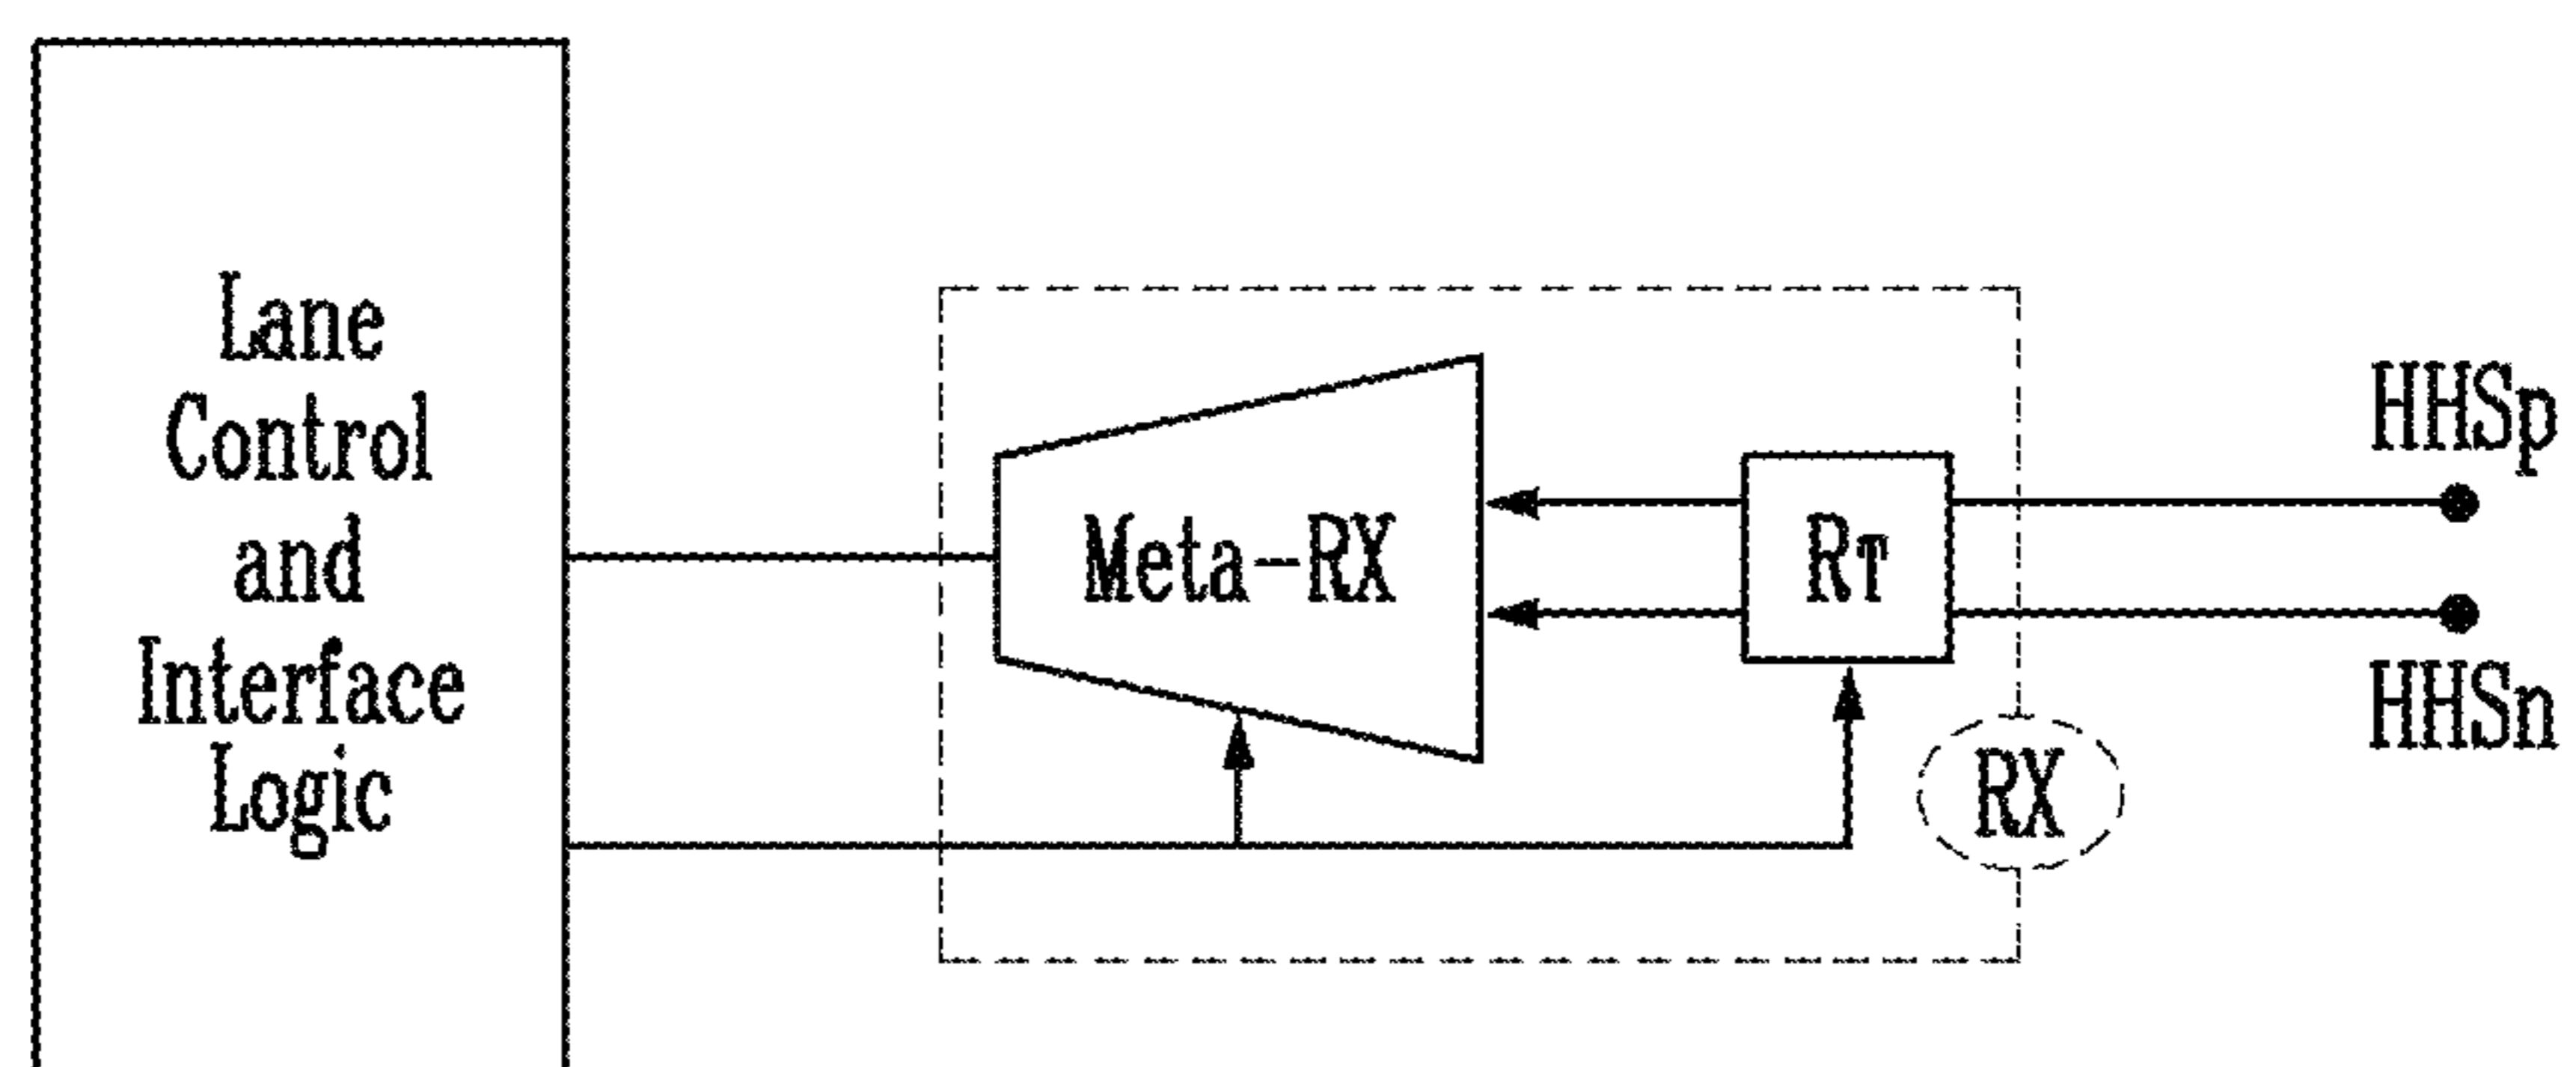 Lane
Control
and
Interface
Logic
Meta-RX
RT
HHSp
HHSn
RX